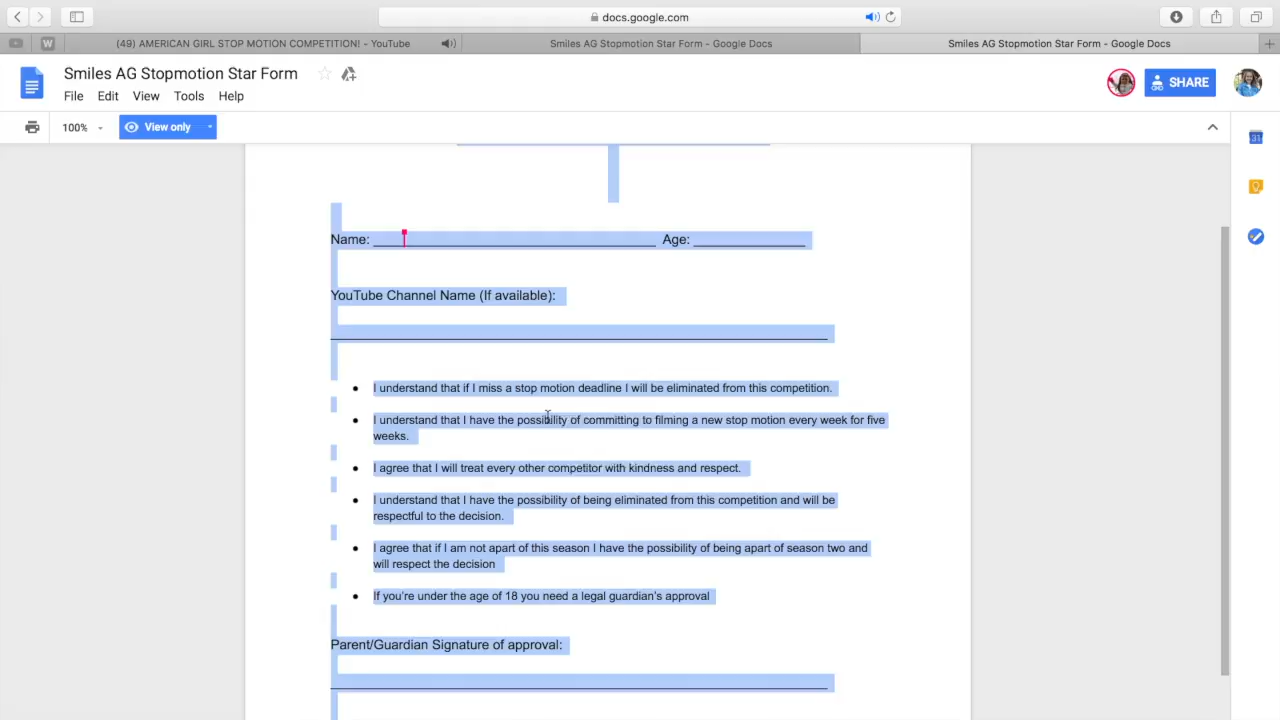 docs.google.com
W
(49) AMERICAN GIRL STOP MOTION COMPETITION! - YouTube
Smiles AG Stopmotion Star Form - Google Docs
Smiles AG Stopmotion Star Form - Google Docs
Smiles AG Stopmotion Star Form
File Edit View Tools Help
SHARE
100%
View only
31
Name: Age:
YouTube Channel Name (If available):
I understand that if I miss a stop motion deadline I will be eliminated from this competition.
I understand that I have the possibility of committing to filming a new stop motion every week for five
weeks.
I agree that I will treat every other competitor with kindness and respect.
I understand that I have the possibility of being eliminated from this competition and will be
respectful to the decision.
I agree that if I am not apart of this season I have the possibility of being apart of season two and
will respect the decision
If you’re under the age of 18 you need a legal guardian’s approval
Parent/Guardian Signature of approval: